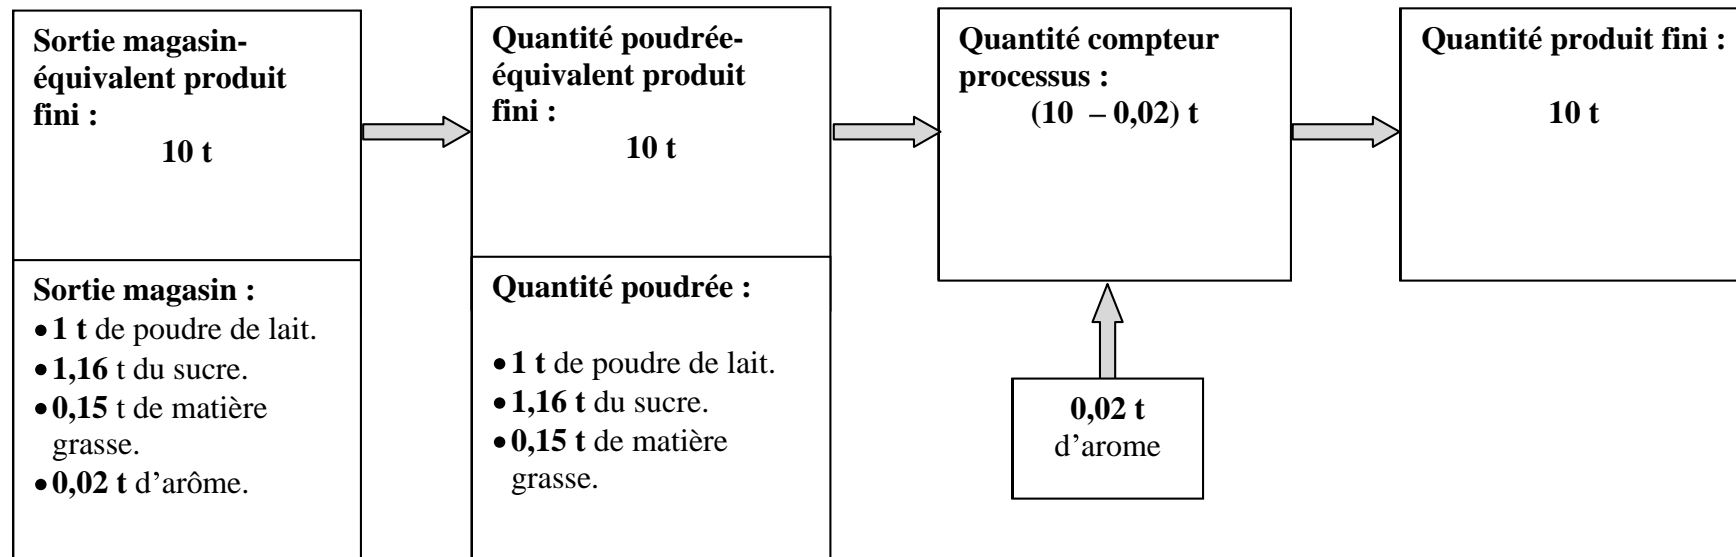 Sortie magasin-
équivalent produit
fini :
10 t
Sortie magasin :
• 1 t de poudre de lait.
• 1,16 t du sucre.
• 0,15 t de matière
grasse.
• 0,02 t d’arôme.
Quantité poudrée-
équivalent produit
fini :
10 t
Quantité poudrée :
• 1 t de poudre de lait.
• 1,16 t du sucre.
• 0,15 t de matière
grasse.
Quantité compteur
processus :
(10 – 0,02) t
0,02 t
d’arome
Quantité produit fini :
10 t